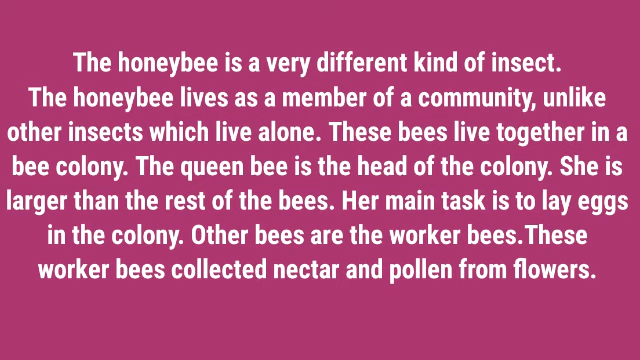 The honeybee is a very different kind of insect.
The honeybee lives as a member of a community, unlike
other insects which live alone. These bees live together in a
bee colony. The queen bee is the head of the colony. She is
larger than the rest of the bees. Her main task is to lay eggs
in the colony. Other bees are the worker bees.These
worker bees collected nectar and pollen from flowers.